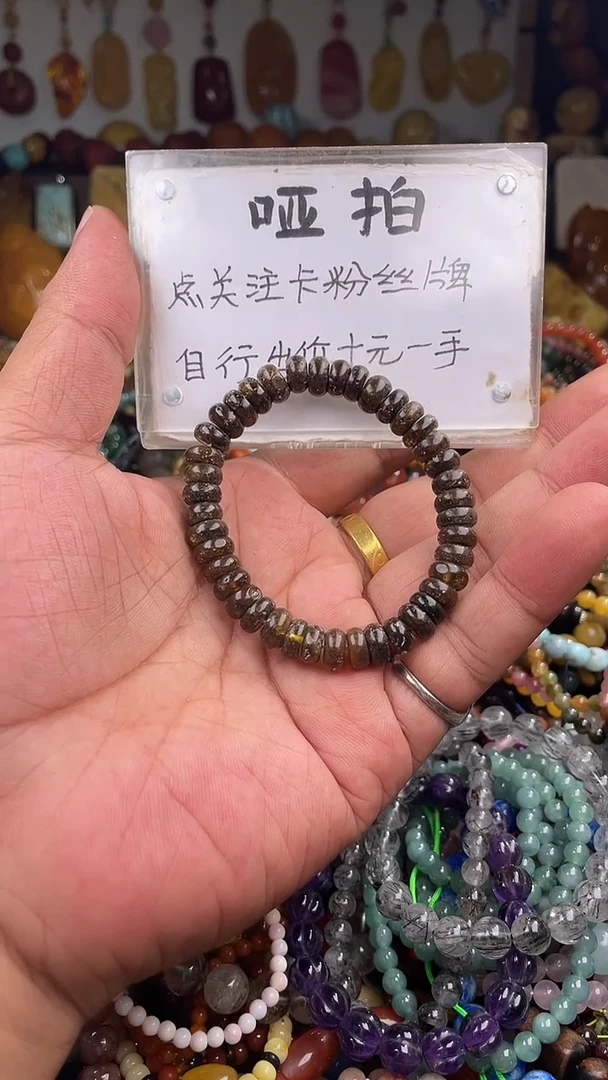 哑拍
点关注卡粉丝牌
自行出价十元一手